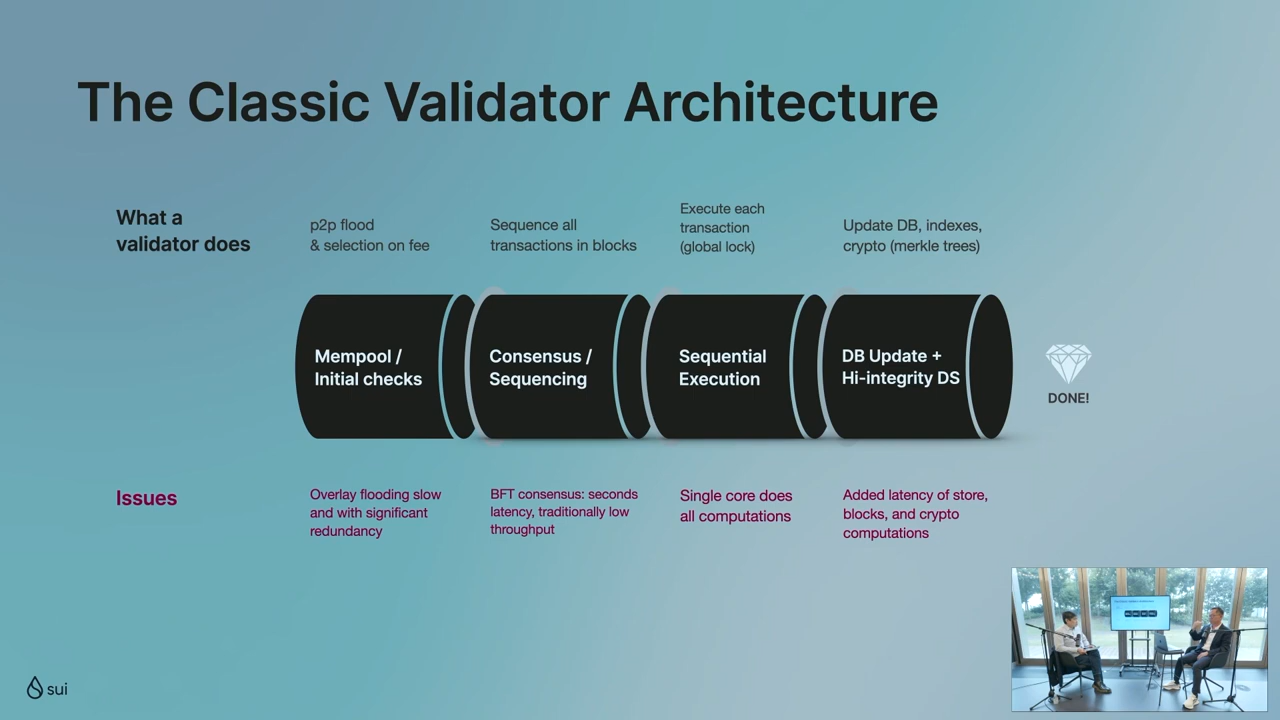 The Classic Validator Architecture
What a
validator does
p2p flood
& selection on fee
Sequence all
transactions in blocks
Execute each
transaction
(global lock)
Update DB, indexes,
crypto (merkle trees)
Mempool /
Initial checks
Consensus /
Sequencing
Sequential
Execution
DB Update +
Hi-integrity DS
DONE!
Issues
Overlay flooding slow
and with significant
redundancy
BFT consensus: seconds
latency, traditionally low
throughput
Single core does
all computations
Added latency of store,
blocks, and crypto
computations
sui